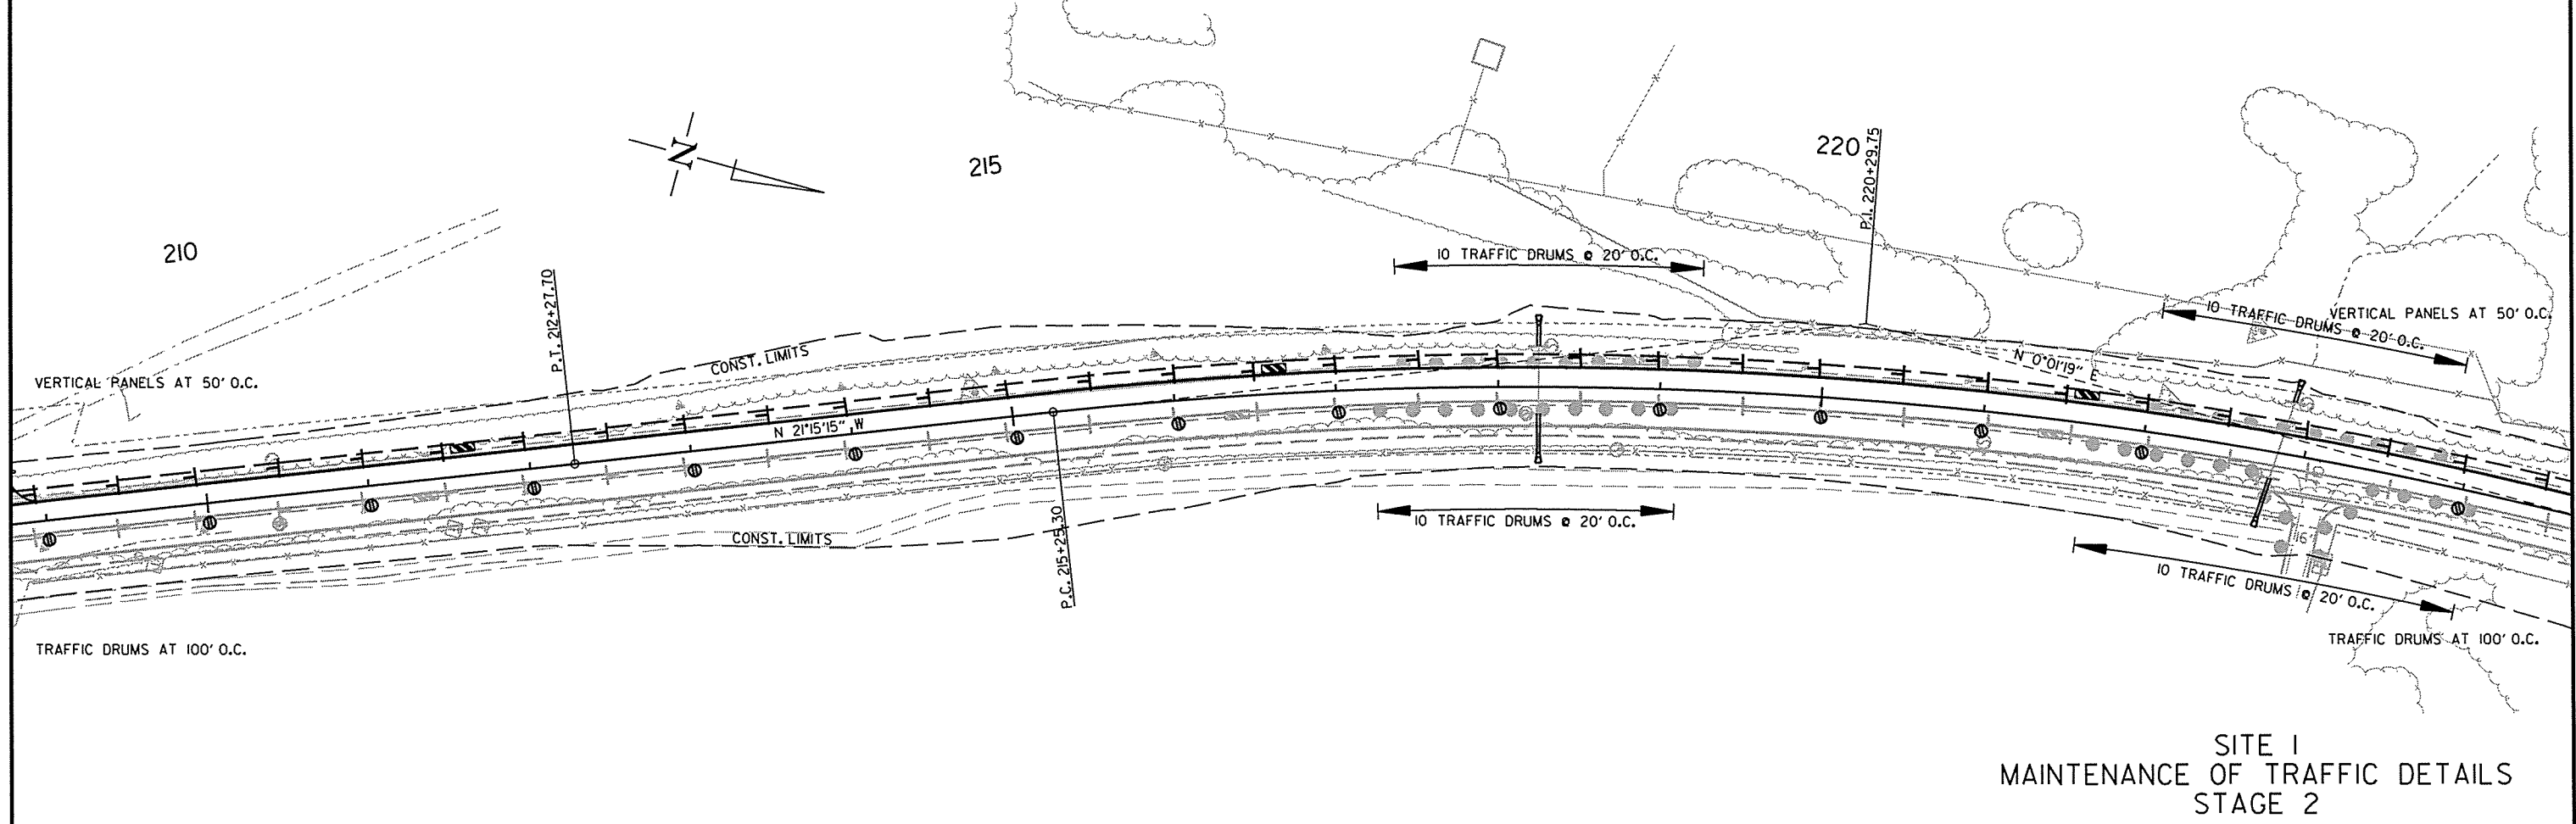 N
215
220
P.I. 220+29.75
210
10 TRAFFIC DRUMS @ 20' O.C.
P.T. 212+27.70
10 TRAFFIC DRUMS @ 20' O.C.
VERTICAL PANELS AT 50' O.C.
CONST. LIMITS
N 0°01'19" E
VERTICAL PANELS AT 50' O.C.
N 21°15'15" W
P.C. 215+25.30
10 TRAFFIC DRUMS @ 20' O.C.
CONST. LIMITS
16'
10 TRAFFIC DRUMS @ 20' O.C.
TRAFFIC DRUMS AT 100' O.C.
TRAFFIC DRUMS AT 100' O.C.
SITE 1
MAINTENANCE OF TRAFFIC DETAILS
STAGE 2